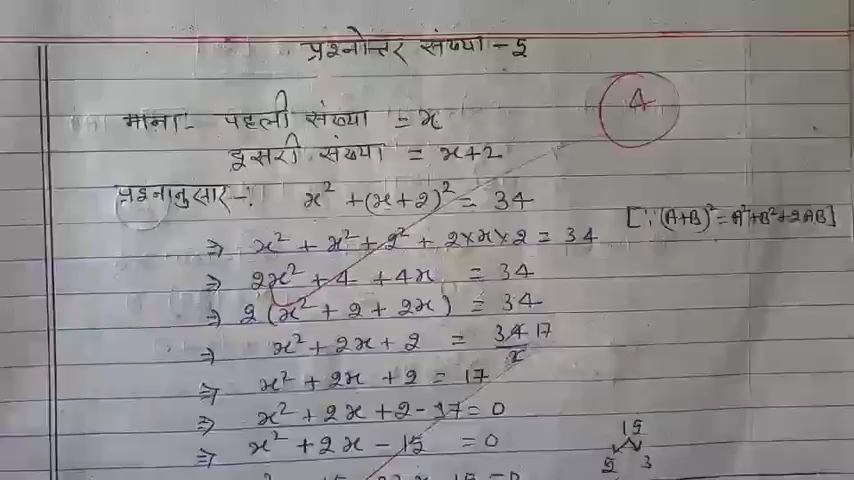 प्रश्नोत्तर संख्या - 5
4
माना:- पहली संख्या = x
दूसरी संख्या = x+2
प्रश्नानुसार -: x² + (x+2)² = 34
[∵ (A+B)² = A²+B²+2AB]
⇒ x² + x² + 2² + 2×x×2 = 34
⇒ 2x² + 4 + 4x = 34
⇒ 2(x² + 2 + 2x) = 34
⇒ x² + 2x + 2 = 34/2 17
⇒ x² + 2x + 2 = 17
⇒ x² + 2x + 2 - 17 = 0
⇒ x² + 2x - 15 = 0
15
5 3